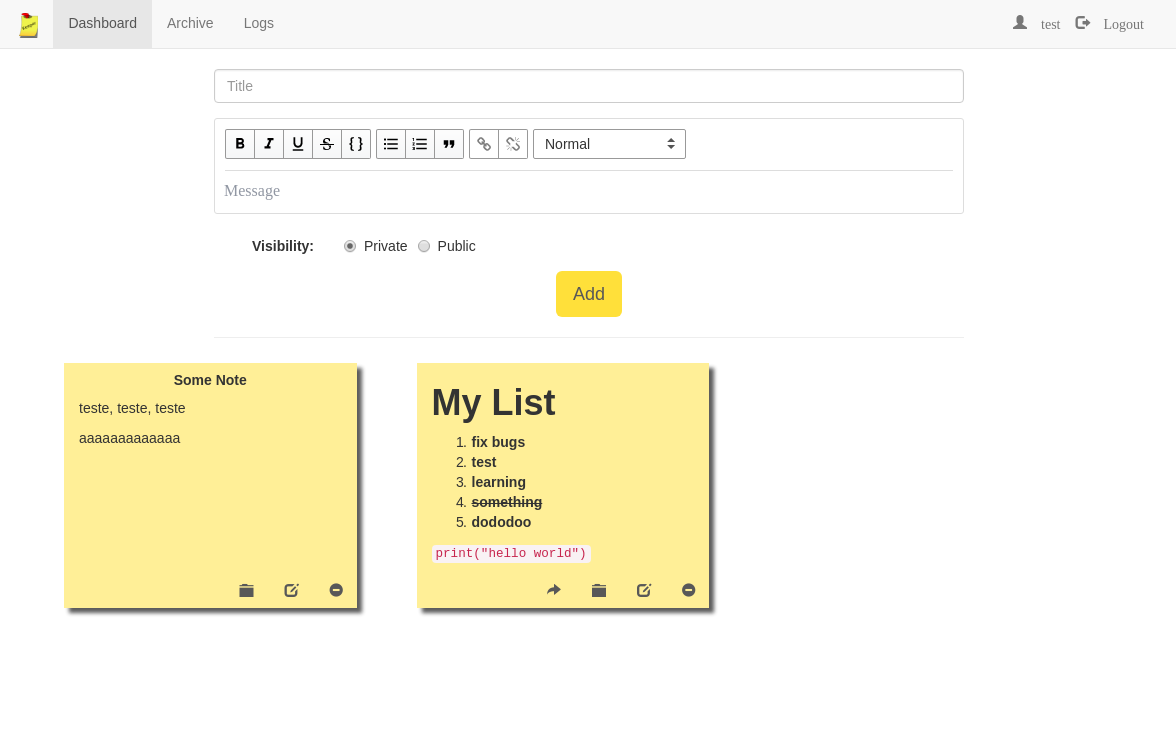 Dashboard Archive Logs test Logout
Title
B I U S { } Normal
Message
Visibility: Private Public
Add
Some Note
teste, teste, teste
aaaaaaaaaaaaa
My List
1. fix bugs
2. test
3. learning
4. something
5. dododoo
print("hello world")